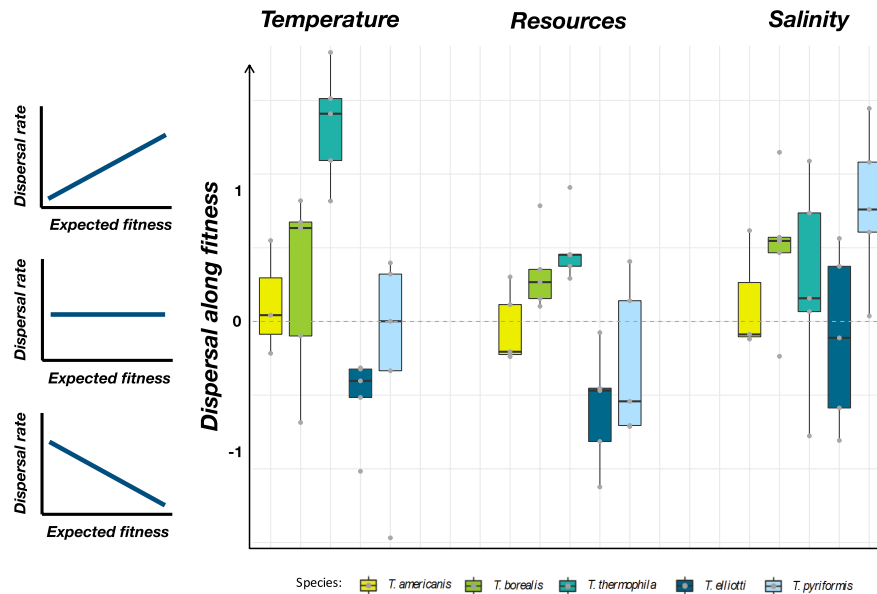 Temperature
Resources
Salinity
Dispersal rate
Expected fitness
Dispersal rate
Expected fitness
Dispersal rate
Expected fitness
Dispersal along fitness
1
0
-1
Species:
T. americanis
T. borealis
T. thermophila
T. elliotti
T. pyriformis